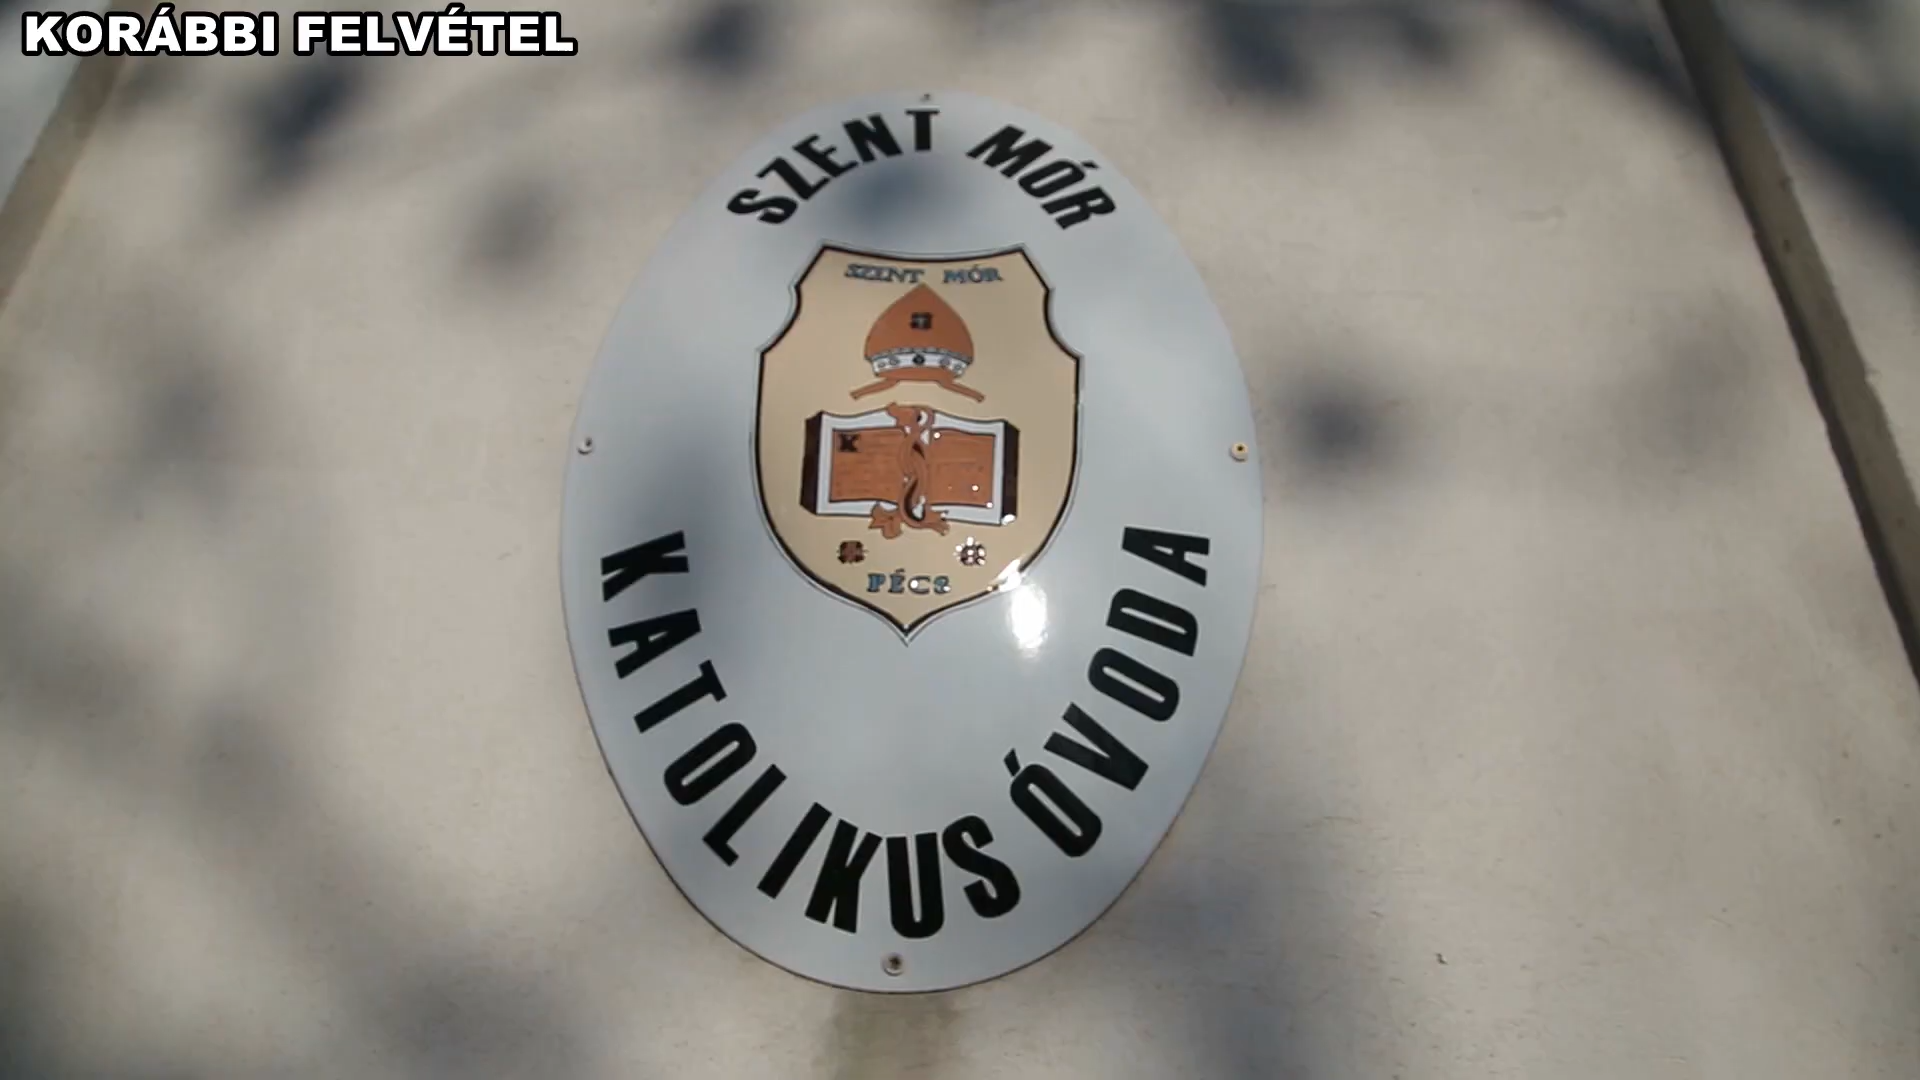 KORÁBBI FELVÉTEL
SZENT MÓR
SZENT MÓR
K
PÉCS
KATOLIKUS ÓVODA